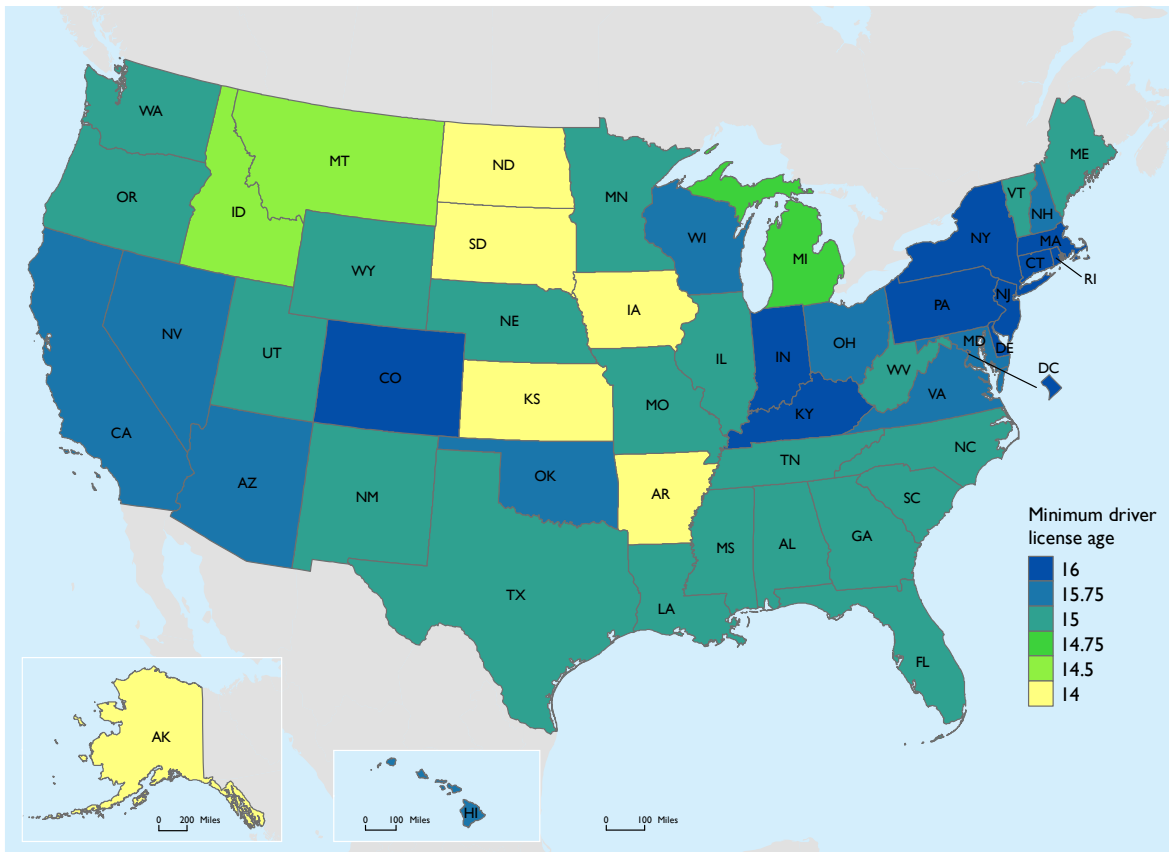 WA
MT
ND
MN
ME
OR
ID
SD
WI
VT
NH
NY
MA
WY
MI
CT
RI
IA
PA
NJ
NE
NV
UT
IL
IN
OH
MD
DE
DC
CO
WV
KS
MO
KY
VA
CA
TN
NC
OK
AZ
NM
AR
SC
MS
AL
GA
TX
LA
FL
Minimum driver
license age
16
15.75
15
14.75
14.5
14
AK
0 200 Miles
HI
0 100 Miles
0 100 Miles